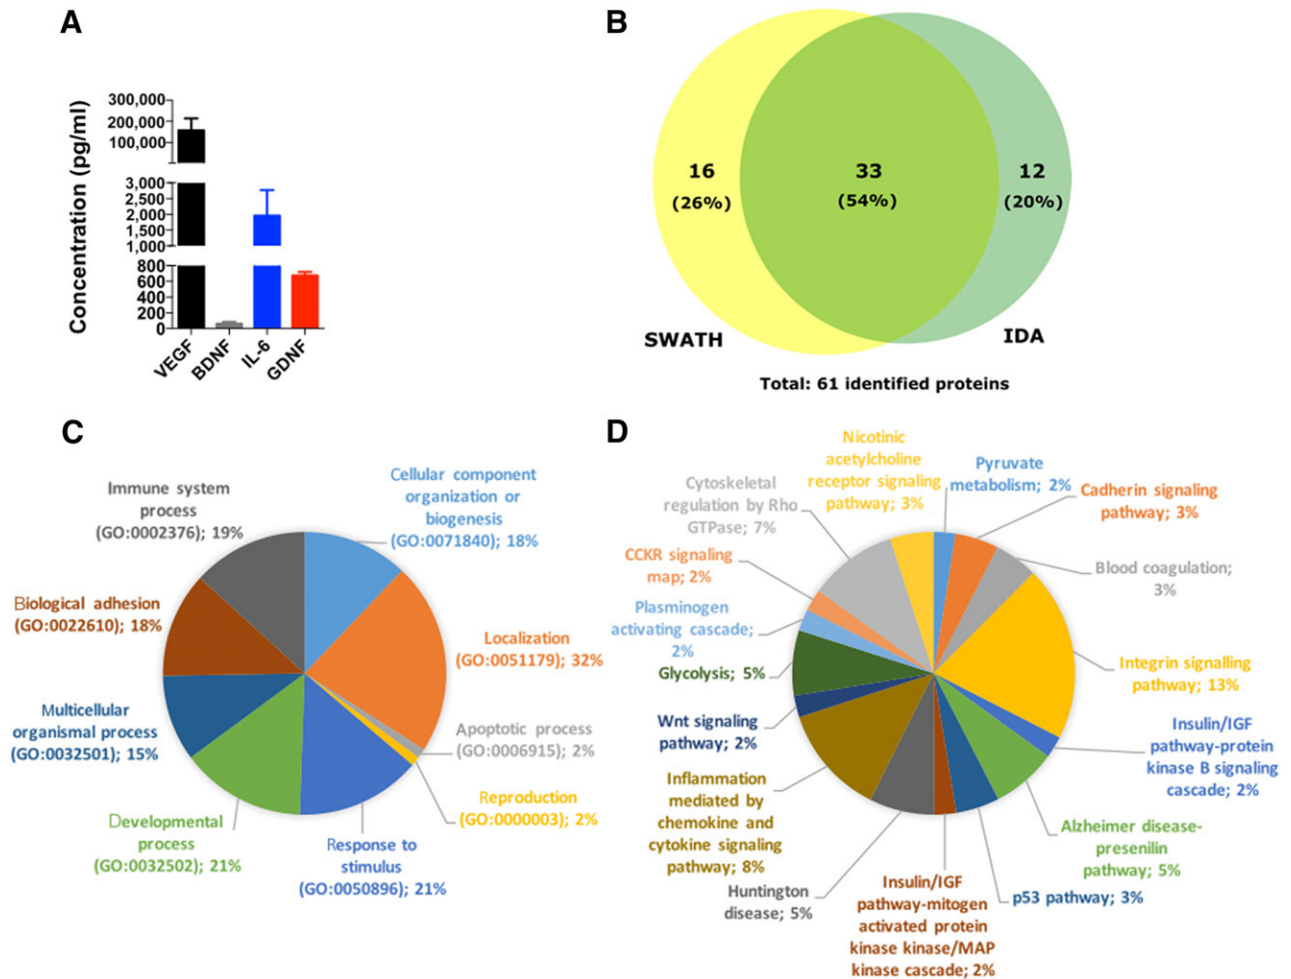 A
Concentration (pg/ml)
300,000
200,000
100,000
3,000
2,500
2,000
1,500
1,000
800
600
400
200
0
VEGF
BDNF
IL-6
GDNF
B
16
(26%)
33
(54%)
12
(20%)
SWATH
IDA
Total: 61 identified proteins
C
Cellular component
organization or
biogenesis
(GO:0071840); 18%
Localization
(GO:0051179); 32%
Apoptotic process
(GO:0006915); 2%
Reproduction
(GO:0000003); 2%
Response to
stimulus
(GO:0050896); 21%
Developmental
process
(GO:0032502); 21%
Multicellular
organismal process
(GO:0032501); 15%
Biological adhesion
(GO:0022610); 18%
Immune system
process
(GO:0002376); 19%
D
Pyruvate
metabolism; 2%
Cadherin signaling
pathway; 3%
Blood coagulation;
3%
Integrin signalling
pathway; 13%
Insulin/IGF
pathway-protein
kinase B signaling
cascade; 2%
Alzheimer disease-
presenilin
pathway; 5%
p53 pathway; 3%
Insulin/IGF
pathway-mitogen
activated protein
kinase kinase/MAP
kinase cascade; 2%
Huntington
disease; 5%
Inflammation
mediated by
chemokine and
cytokine signaling
pathway; 8%
Wnt signaling
pathway; 2%
Glycolysis; 5%
Plasminogen
activating cascade;
2%
CCKR signaling
map; 2%
Cytoskeletal
regulation by Rho
GTPase; 7%
Nicotinic
acetylcholine
receptor signaling
pathway; 3%